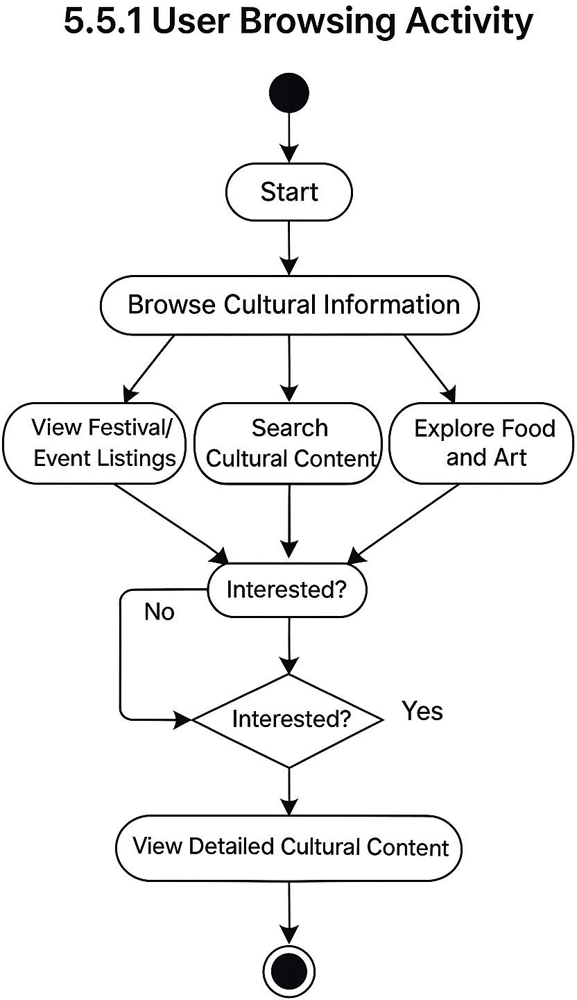 5.5.1 User Browsing Activity
Start
Browse Cultural Information
View Festival/
Event Listings
Search
Cultural Content
Explore Food
and Art
Interested?
No
Interested?
Yes
View Detailed Cultural Content